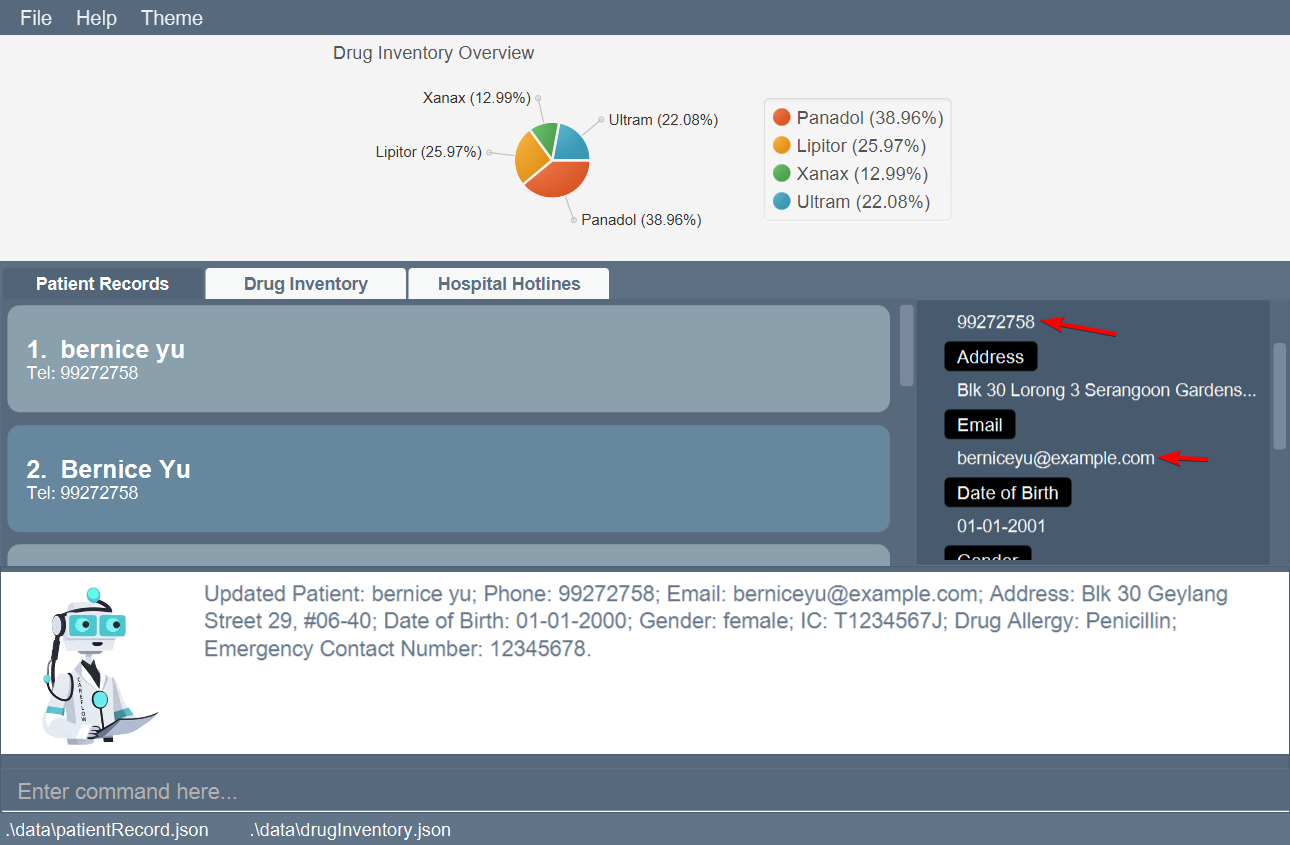 File Help Theme
Drug Inventory Overview
Xanax (12.99%)
Ultram (22.08%)
Lipitor (25.97%)
Panadol (38.96%)
Panadol (38.96%)
Lipitor (25.97%)
Xanax (12.99%)
Ultram (22.08%)
Patient Records Drug Inventory Hospital Hotlines
1. bernice yu
Tel: 99272758
2. Bernice Yu
Tel: 99272758
99272758
Address
Blk 30 Lorong 3 Serangoon Gardens...
Email
berniceyu@example.com
Date of Birth
01-01-2001
Gender
CAREFLOW
Updated Patient: bernice yu; Phone: 99272758; Email: berniceyu@example.com; Address: Blk 30 Geylang
Street 29, #06-40; Date of Birth: 01-01-2000; Gender: female; IC: T1234567J; Drug Allergy: Penicillin;
Emergency Contact Number: 12345678.
Enter command here...
.\data\patientRecord.json .\data\drugInventory.json